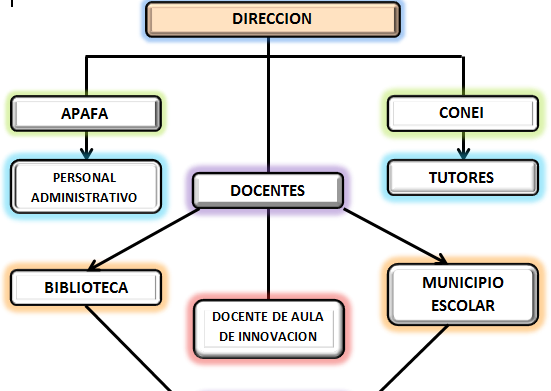 DIRECCION
APAFA
CONEI
PERSONAL
ADMINISTRATIVO
DOCENTES
TUTORES
BIBLIOTECA
MUNICIPIO
ESCOLAR
DOCENTE DE AULA
DE INNOVACION